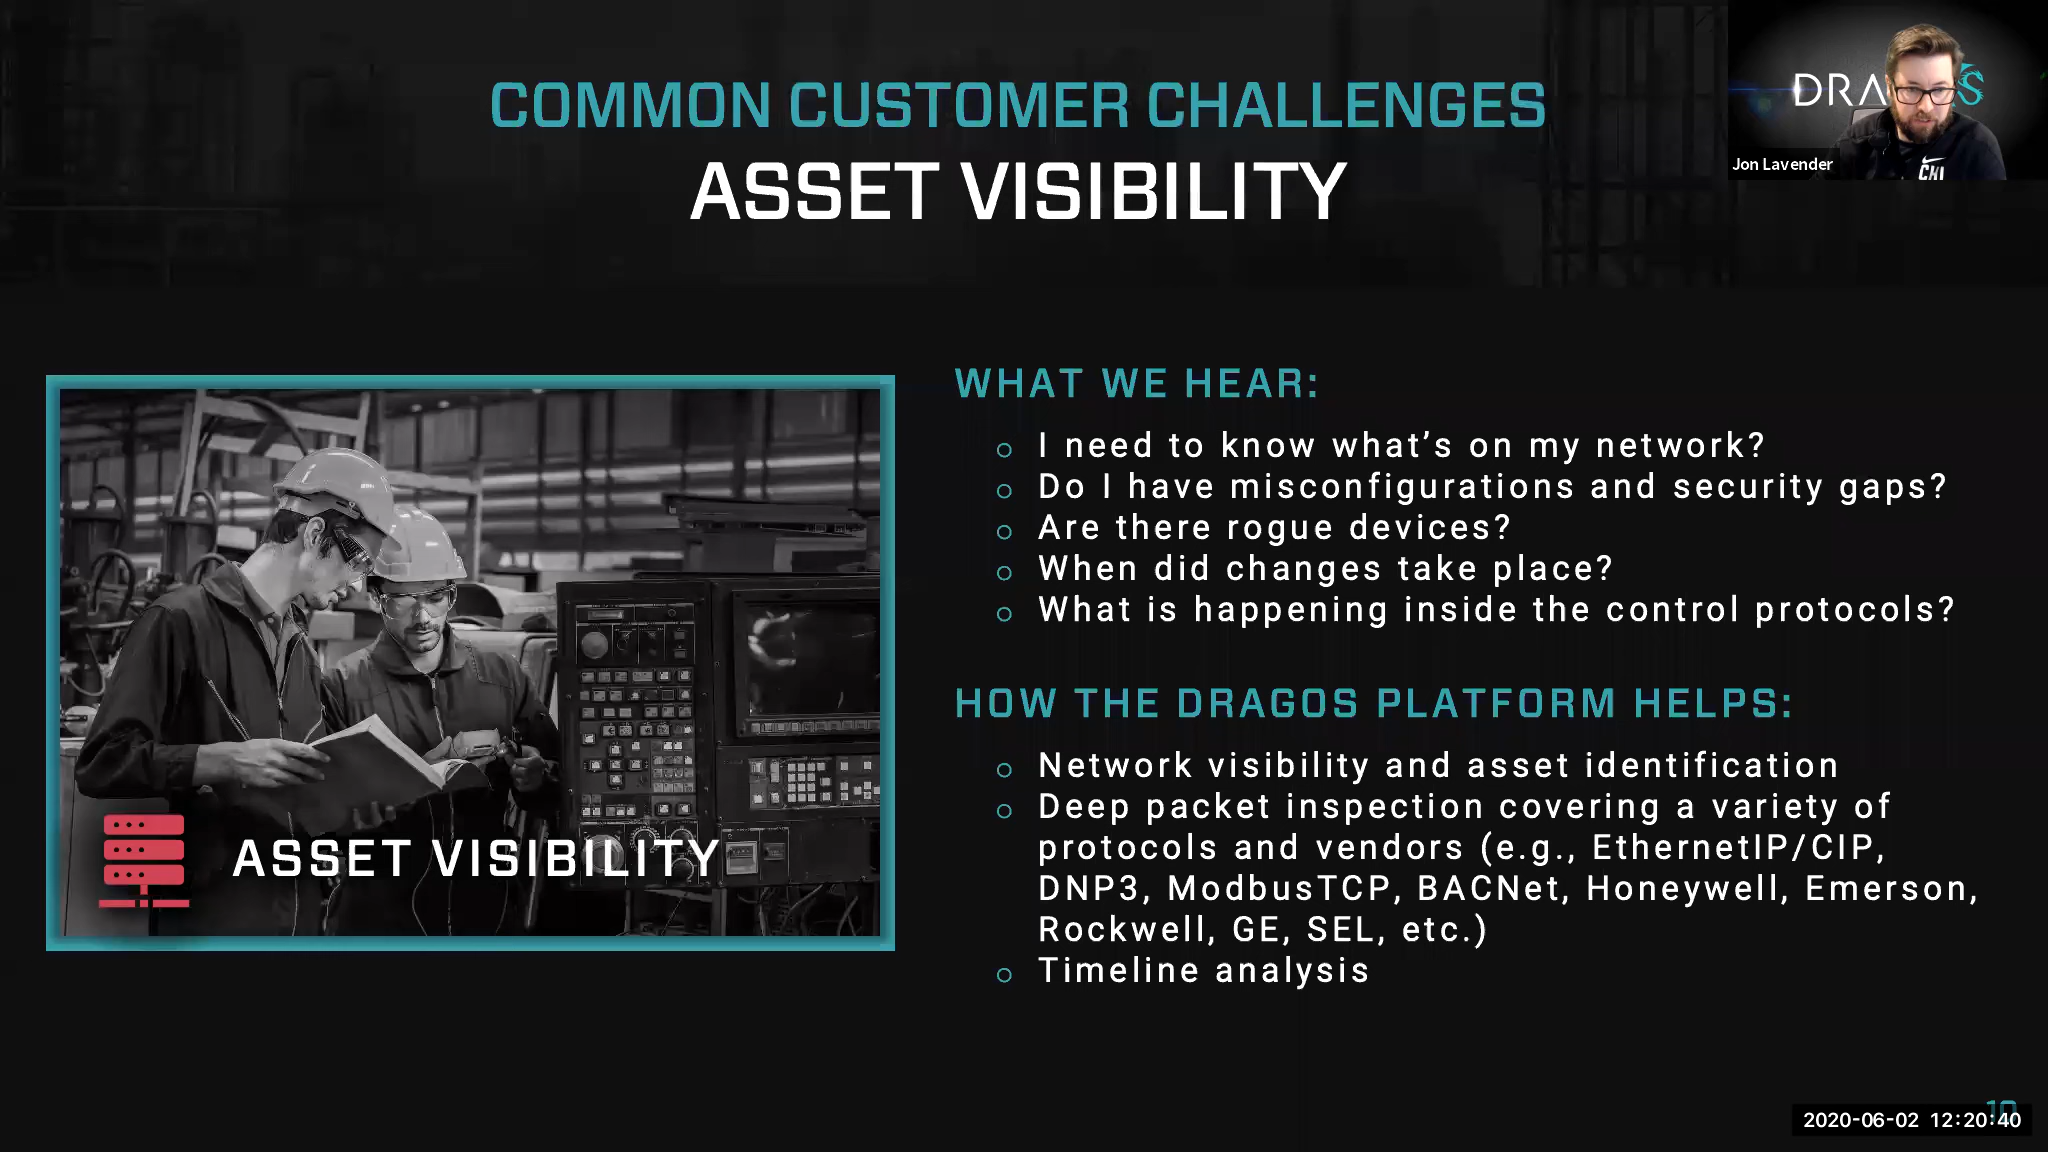 COMMON CUSTOMER CHALLENGES
ASSET VISIBILITY
Jon Lavender
WHAT WE HEAR:
I need to know what’s on my network?
Do I have misconfigurations and security gaps?
Are there rogue devices?
When did changes take place?
What is happening inside the control protocols?
HOW THE DRAGOS PLATFORM HELPS:
Network visibility and asset identification
Deep packet inspection covering a variety of
protocols and vendors (e.g., EthernetIP/CIP,
DNP3, ModbusTCP, BACNet, Honeywell, Emerson,
Rockwell, GE, SEL, etc.)
Timeline analysis
ASSET VISIBILITY
2020-06-02 12:20:40